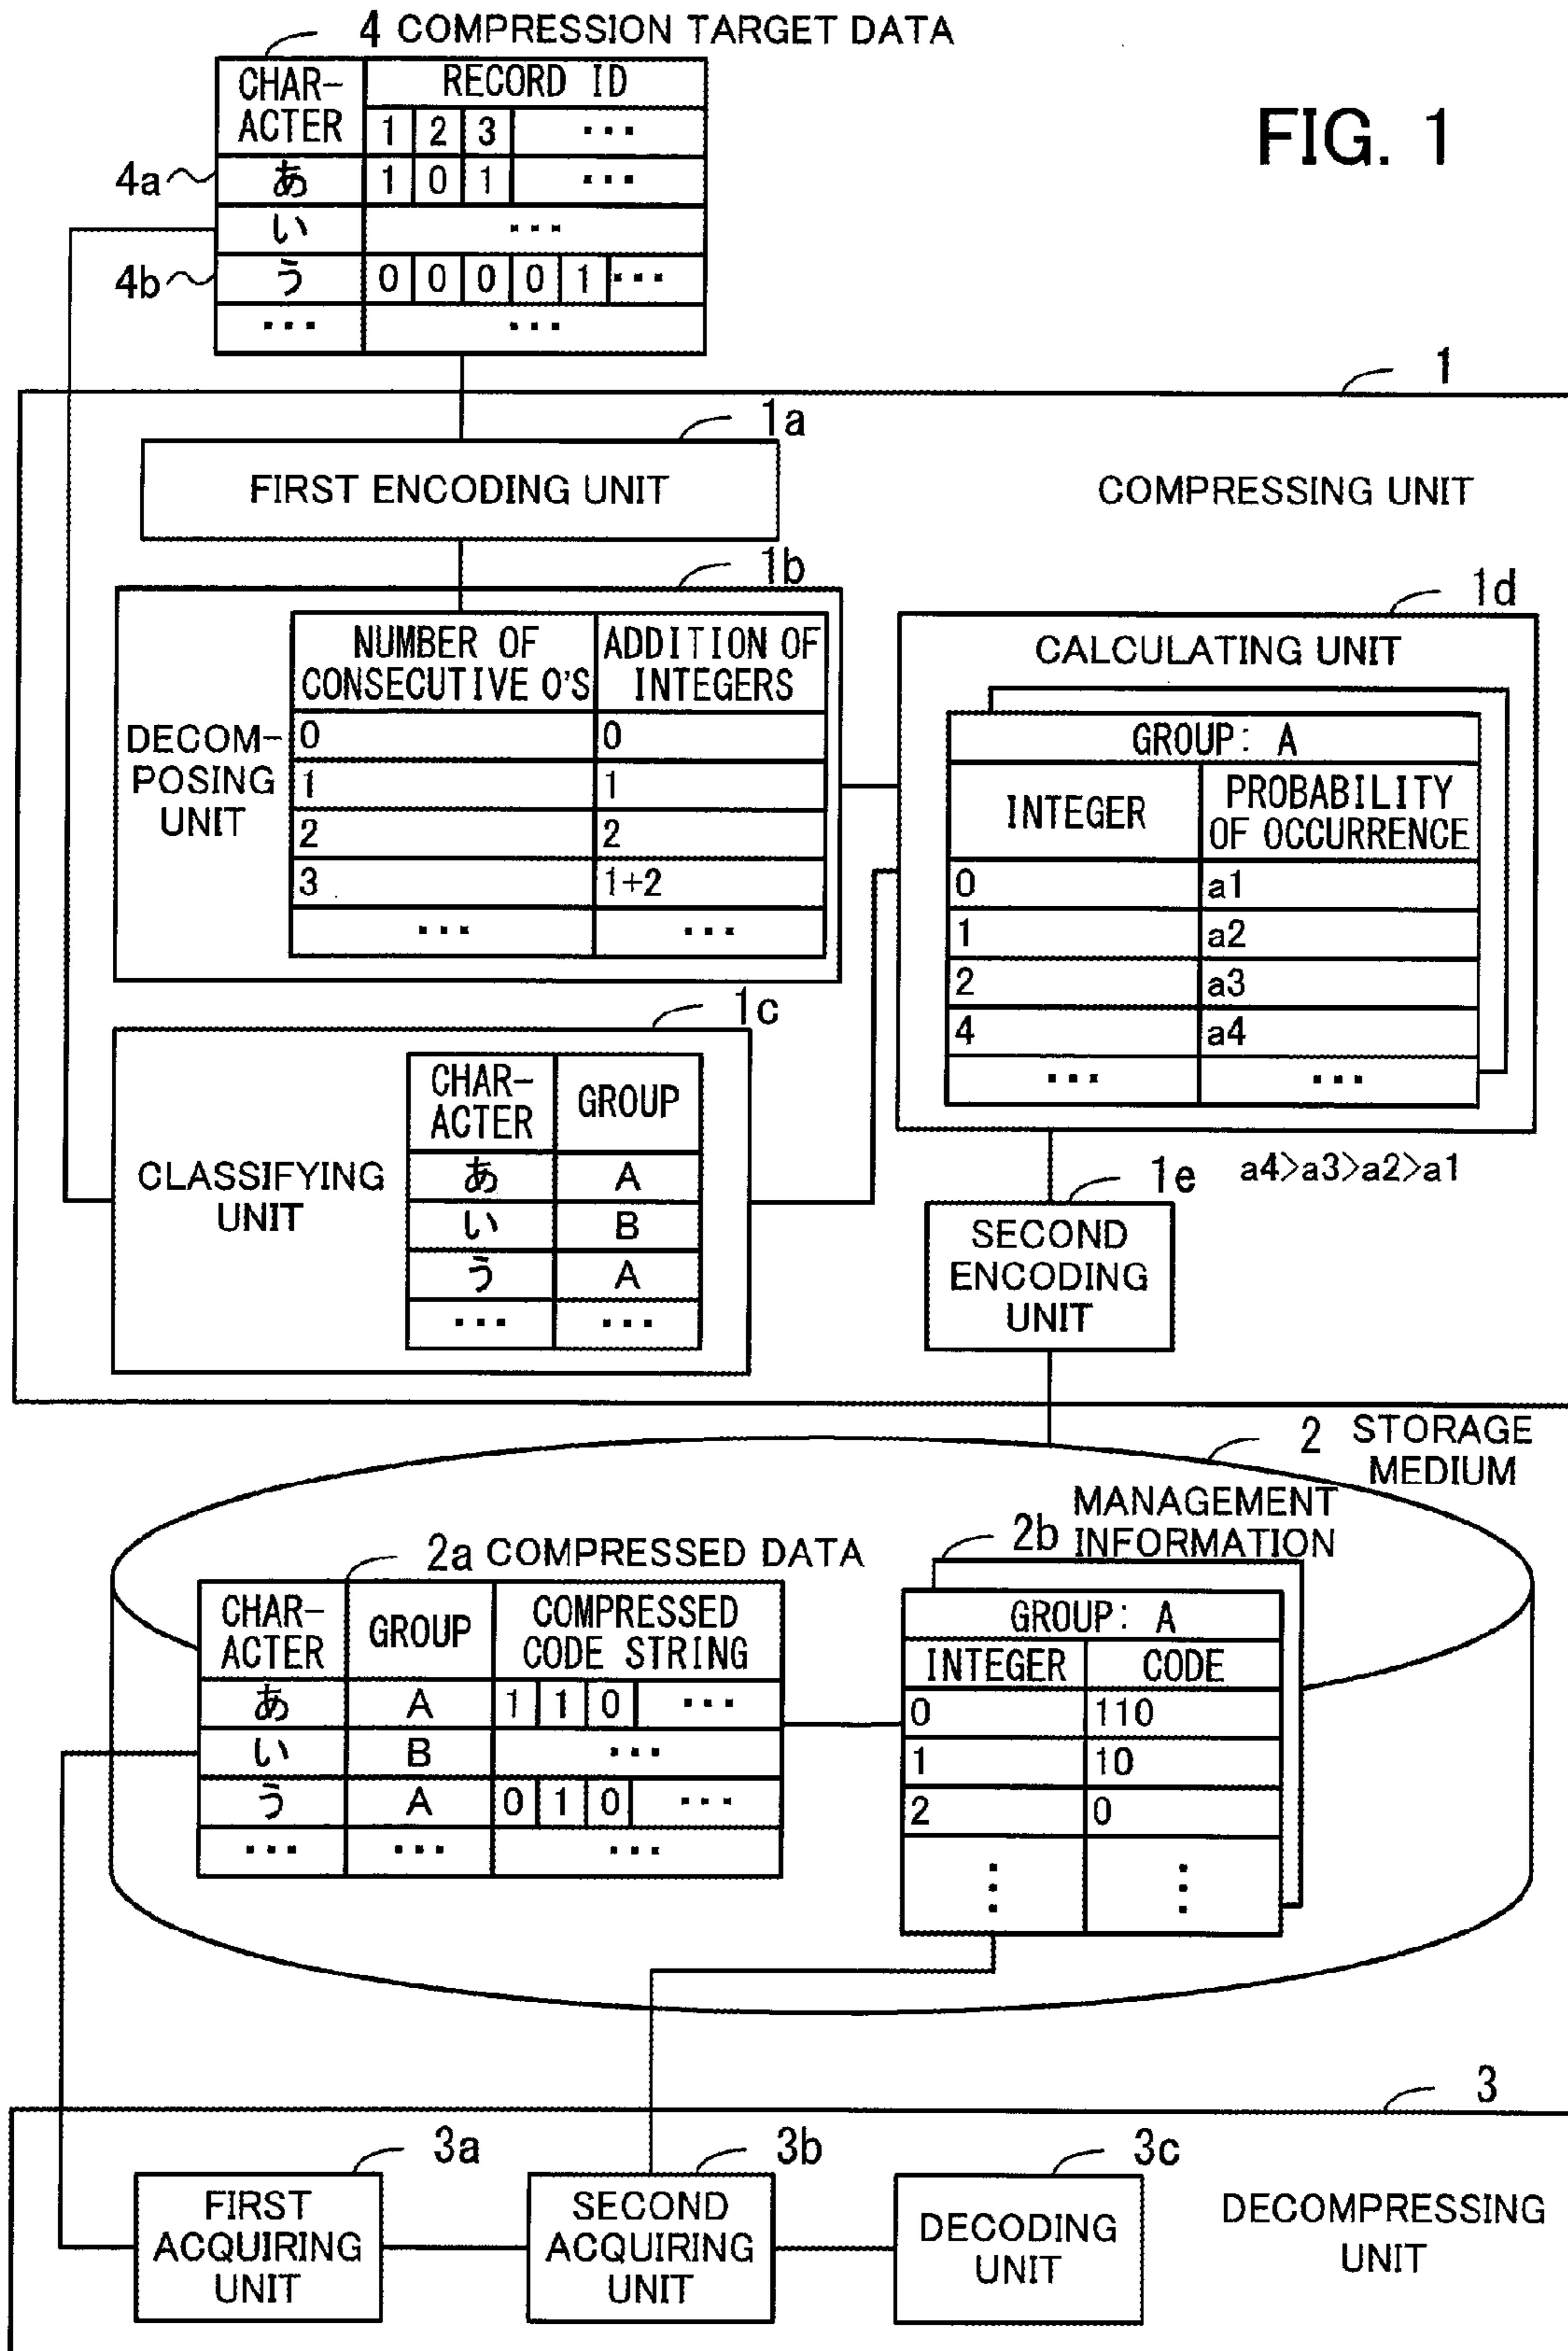 4 COMPRESSION TARGET DATA
FIG. 1
CHAR-
ACTER
RECORD ID
1 2 3 ...
4a
あ 1 0 1 ...
い ...
4b
う 0 0 0 0 1 ...
... ...
1
1a
FIRST ENCODING UNIT
COMPRESSING UNIT
1b
DECOM-
POSING
UNIT
NUMBER OF
CONSECUTIVE 0'S
ADDITION OF
INTEGERS
0 0
1 1
2 2
3 1+2
... ...
1d
CALCULATING UNIT
GROUP: A
INTEGER
PROBABILITY
OF OCCURRENCE
0 a1
1 a2
2 a3
4 a4
... ...
a4>a3>a2>a1
1c
CLASSIFYING
UNIT
CHAR-
ACTER
GROUP
あ A
い B
う A
... ...
1e
SECOND
ENCODING
UNIT
2 STORAGE
MEDIUM
2a COMPRESSED DATA
CHAR-
ACTER
GROUP
COMPRESSED
CODE STRING
あ A 1 1 0 ...
い B ...
う A 0 1 0 ...
... ... ...
2b MANAGEMENT
INFORMATION
GROUP: A
INTEGER CODE
0 110
1 10
2 0
⋮ ⋮
3
3a
FIRST
ACQUIRING
UNIT
3b
SECOND
ACQUIRING
UNIT
3c
DECODING
UNIT
DECOMPRESSING
UNIT